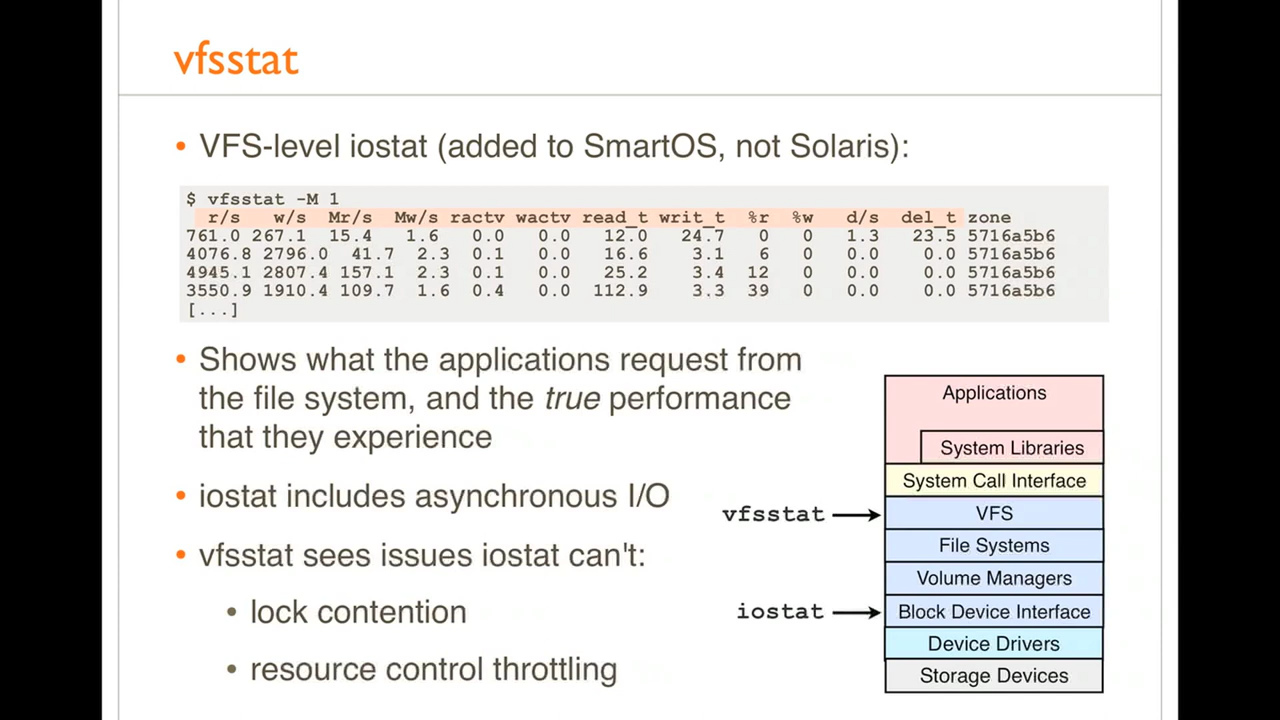 vfsstat
• VFS-level iostat (added to SmartOS, not Solaris):
$ vfsstat -M 1
r/s w/s Mr/s Mw/s ractv wactv read_t writ_t %r %w d/s del_t zone
761.0 267.1 15.4 1.6 0.0 0.0 12.0 24.7 0 0 1.3 23.5 5716a5b6
4076.8 2796.0 41.7 2.3 0.1 0.0 16.6 3.1 6 0 0.0 0.0 5716a5b6
4945.1 2807.4 157.1 2.3 0.1 0.0 25.2 3.4 12 0 0.0 0.0 5716a5b6
3550.9 1910.4 109.7 1.6 0.4 0.0 112.9 3.3 39 0 0.0 0.0 5716a5b6
[...]
• Shows what the applications request from
the file system, and the true performance
that they experience
• iostat includes asynchronous I/O
• vfsstat sees issues iostat can't:
• lock contention
• resource control throttling
Applications
System Libraries
System Call Interface
vfsstat
VFS
File Systems
Volume Managers
iostat
Block Device Interface
Device Drivers
Storage Devices